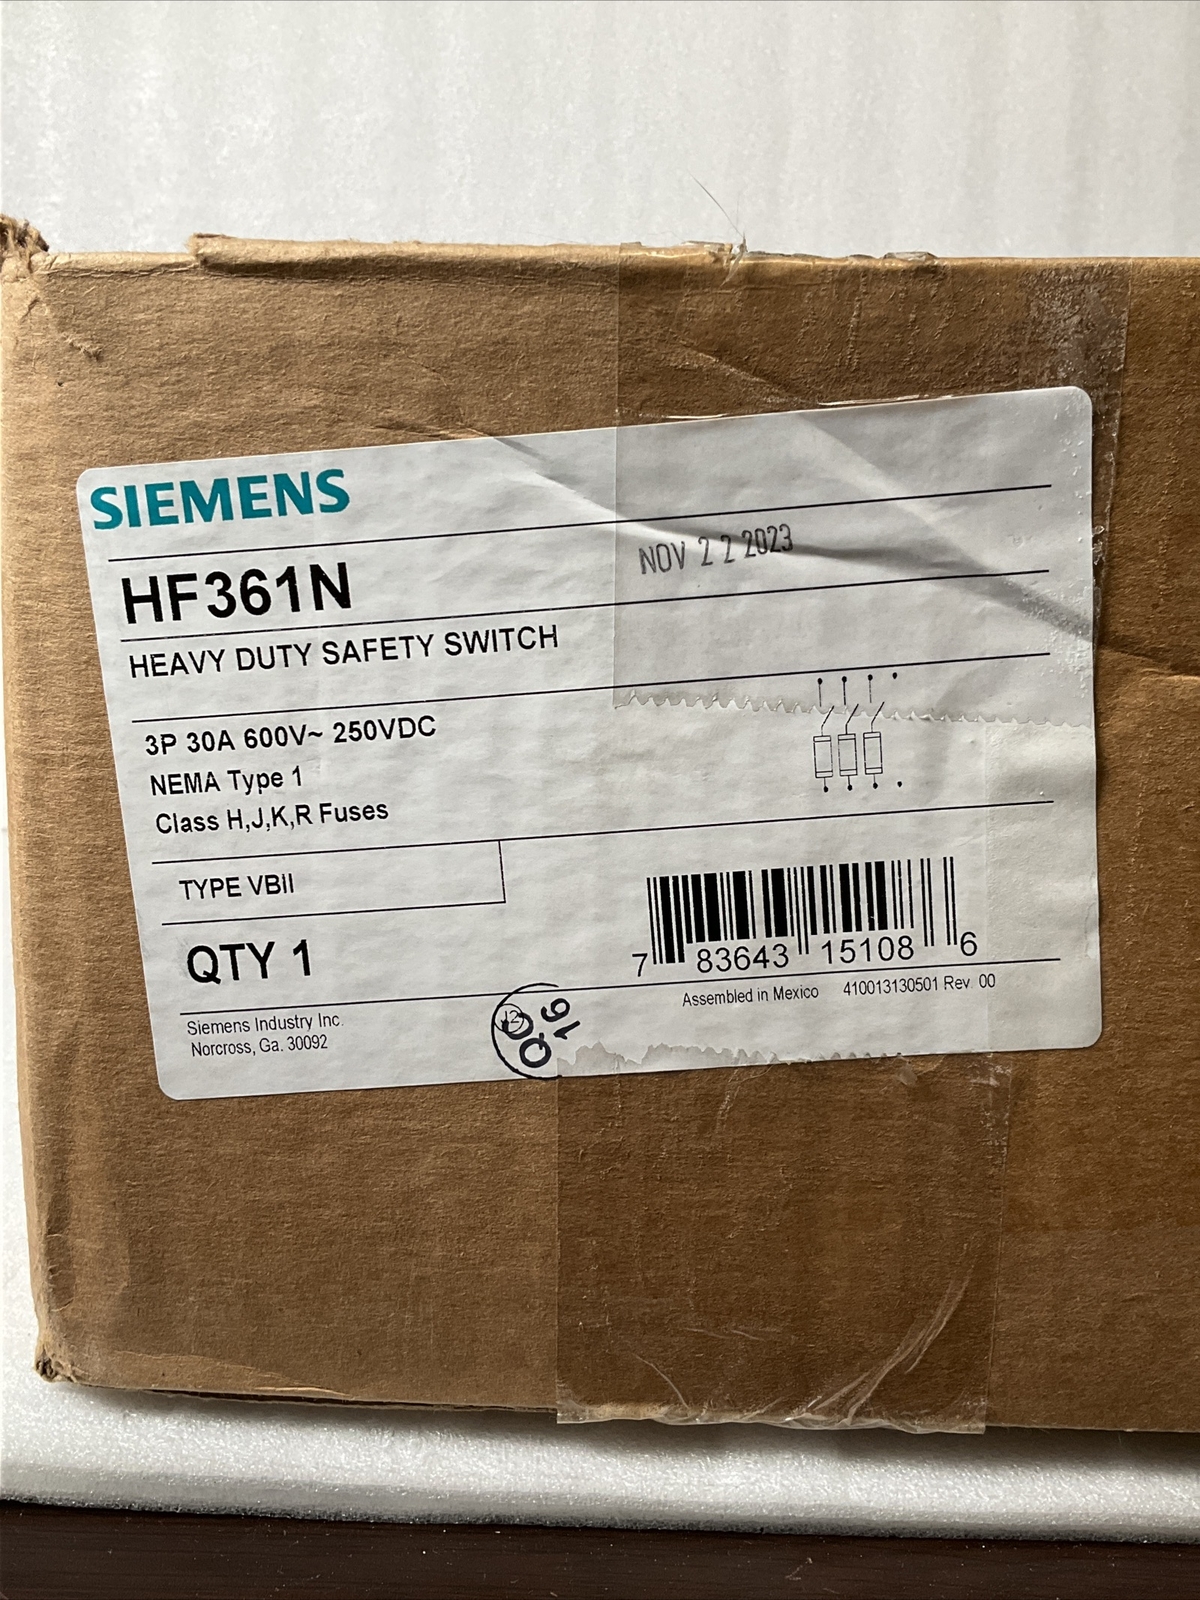 SIEMENS
HF361N
NOV 22 2023
HEAVY DUTY SAFETY SWITCH
3P 30A 600V~ 250VDC
NEMA Type 1
Class H,J,K,R Fuses
TYPE VBII
QTY 1
7 83643 15108 6
Assembled in Mexico 410013130501 Rev 00
Siemens Industry Inc.
Norcross, Ga. 30092
16